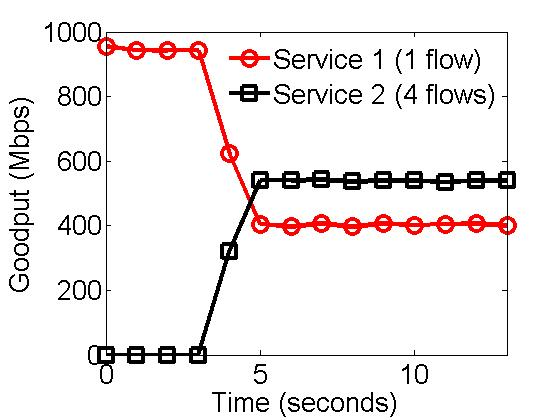 Goodput (Mbps)
1000
800
600
400
200
0
Service 1 (1 flow)
Service 2 (4 flows)
0 5 10
Time (seconds)